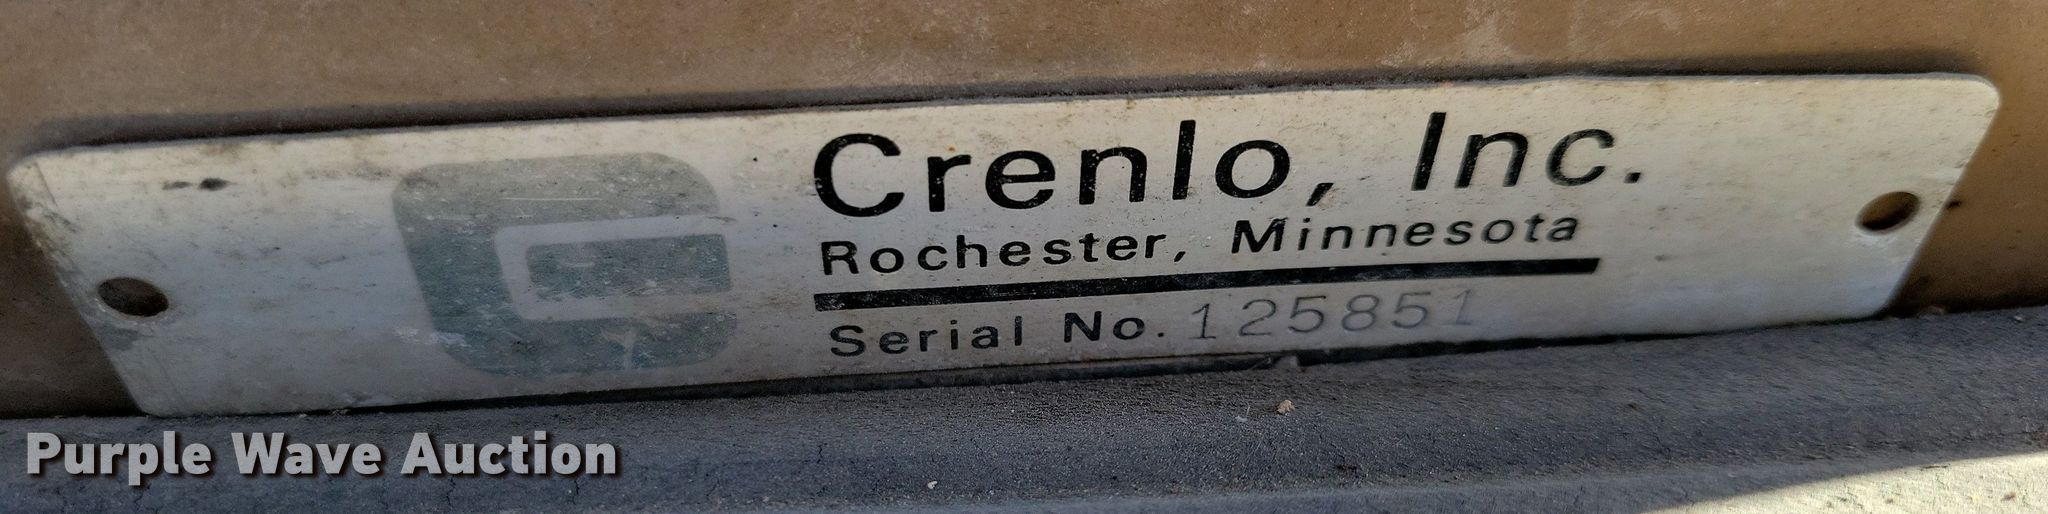 Crenlo, Inc.
Rochester, Minnesota
Serial No. 125851
Purple Wave Auction